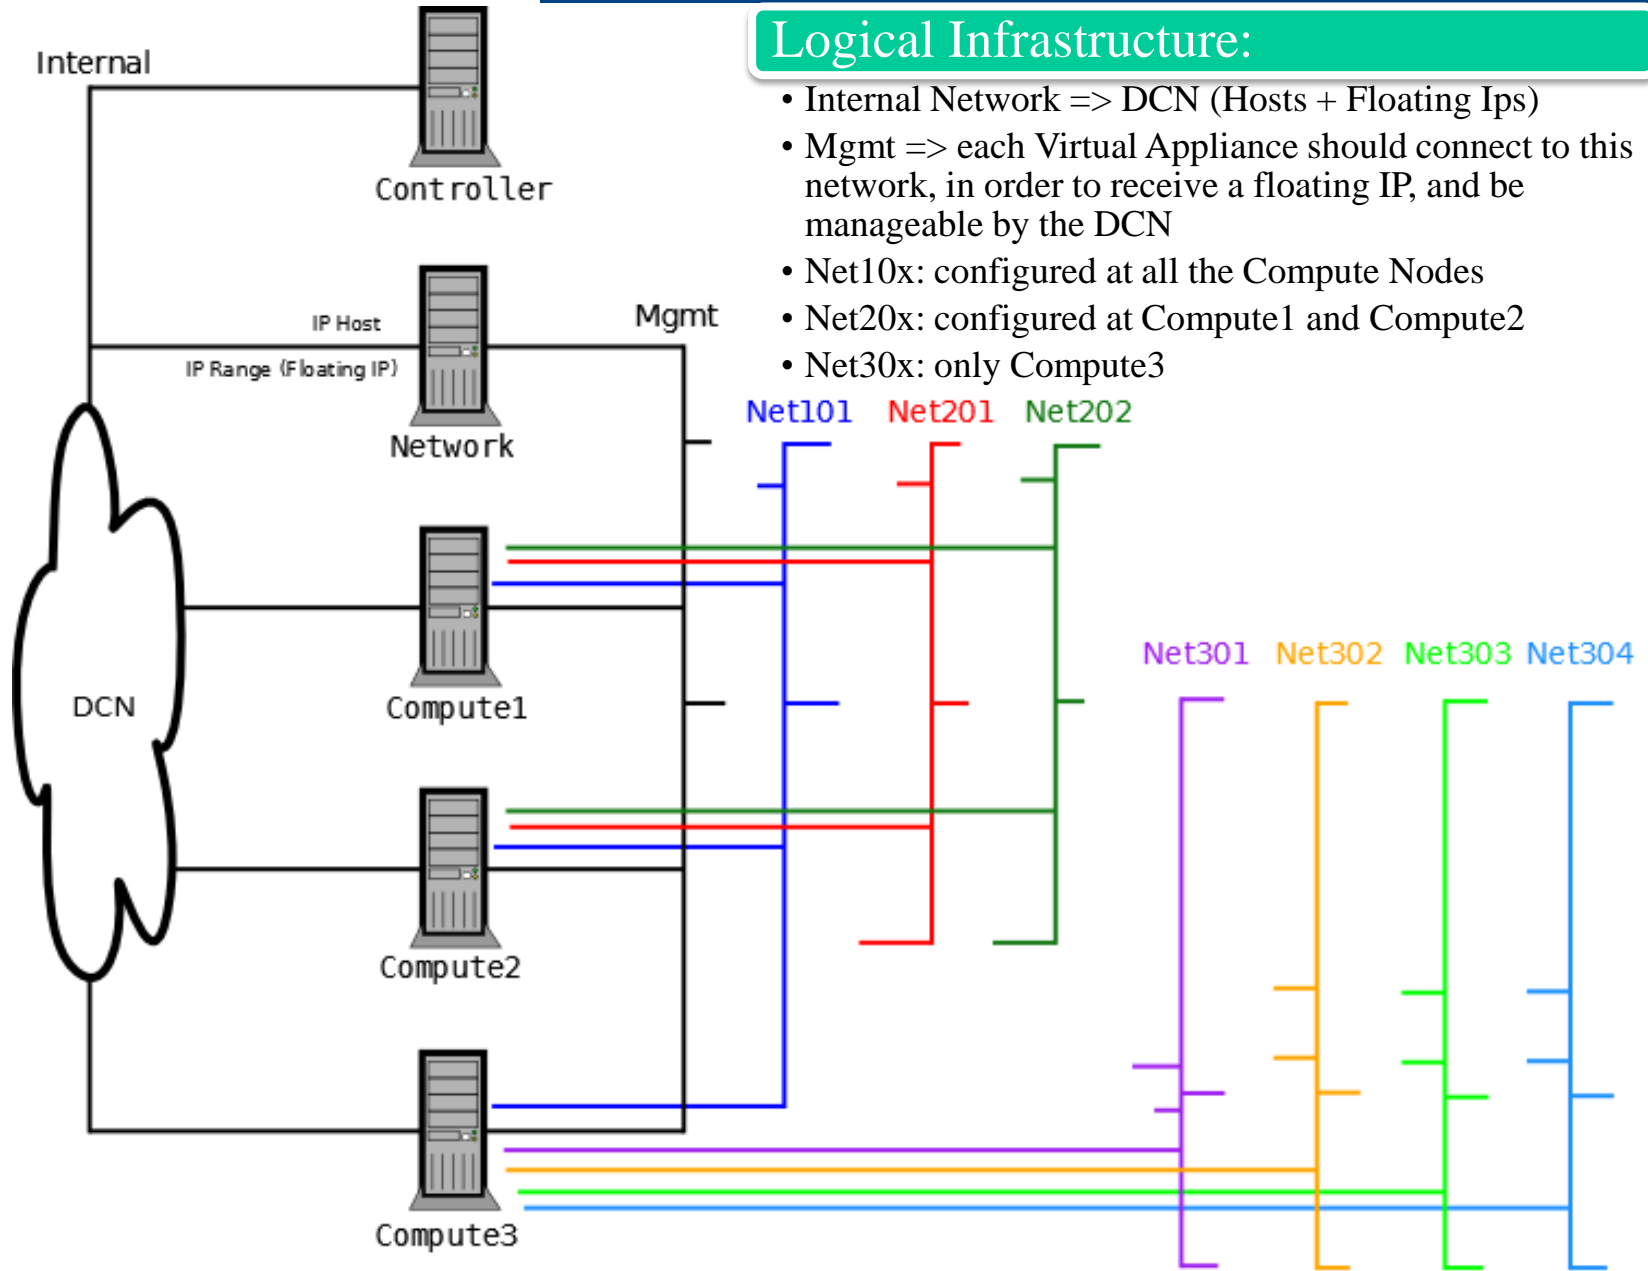 Logical Infrastructure:
• Internal Network => DCN (Hosts + Floating Ips)
• Mgmt => each Virtual Appliance should connect to this
network, in order to receive a floating IP, and be
manageable by the DCN
• Net10x: configured at all the Compute Nodes
• Net20x: configured at Compute1 and Compute2
• Net30x: only Compute3
Internal
Controller
IP Host
IP Range (Floating IP)
Mgmt
Network
Net101
Net201
Net202
Compute1
DCN
Net301
Net302
Net303
Net304
Compute2
Compute3